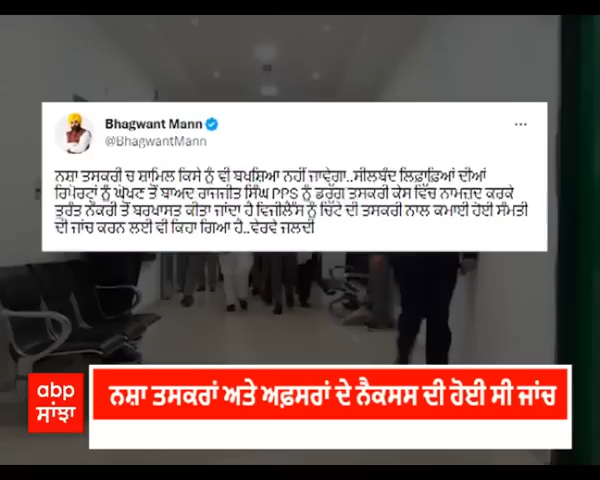 Bhagwant Mann
@BhagwantMann
ਨਸ਼ਾ ਤਸਕਰੀ ਚ ਸ਼ਾਮਿਲ ਕਿਸੇ ਨੂੰ ਵੀ ਬਖਸ਼ਿਆ ਨਹੀਂ ਜਾਵੇਗਾ..ਸੀਲਬੰਦ ਲਿਫ਼ਾਫ਼ਿਆਂ ਦੀਆਂ
ਰਿਪੋਰਟਾਂ ਨੂੰ ਘੋਖਣ ਤੋਂ ਬਾਅਦ ਰਾਜਜੀਤ ਸਿੰਘ PPS ਨੂੰ ਡਰੱਗ ਤਸਕਰੀ ਕੇਸ ਵਿੱਚ ਨਾਮਜ਼ਦ ਕਰਕੇ
ਤੁਰੰਤ ਨੌਕਰੀ ਤੋਂ ਬਰਖਾਸਤ ਕੀਤਾ ਜਾਂਦਾ ਹੈ ਵਿਜੀਲੈਂਸ ਨੂੰ ਚਿੱਟੇ ਦੀ ਤਸਕਰੀ ਨਾਲ ਕਮਾਈ ਹੋਈ ਸੰਮਤੀ
ਦੀ ਜਾਂਚ ਕਰਨ ਲਈ ਵੀ ਕਿਹਾ ਗਿਆ ਹੈ..ਵੇਰਵੇ ਜਲਦੀ
abp
ਸਾਂਝਾ
ਨਸ਼ਾ ਤਸਕਰਾਂ ਅਤੇ ਅਫ਼ਸਰਾਂ ਦੇ ਨੈਕਸਸ ਦੀ ਹੋਈ ਸੀ ਜਾਂਚ